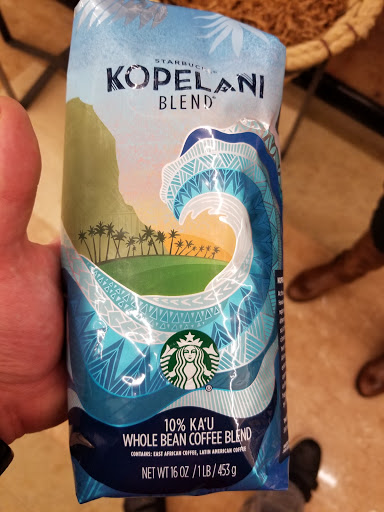 STARBUCKS
KOPELANI
BLEND
10% KA'U
WHOLE BEAN COFFEE BLEND
CONTAINS: EAST AFRICAN COFFEE, LATIN AMERICAN COFFEE
NET WT 16 OZ / 1 LB / 453 g